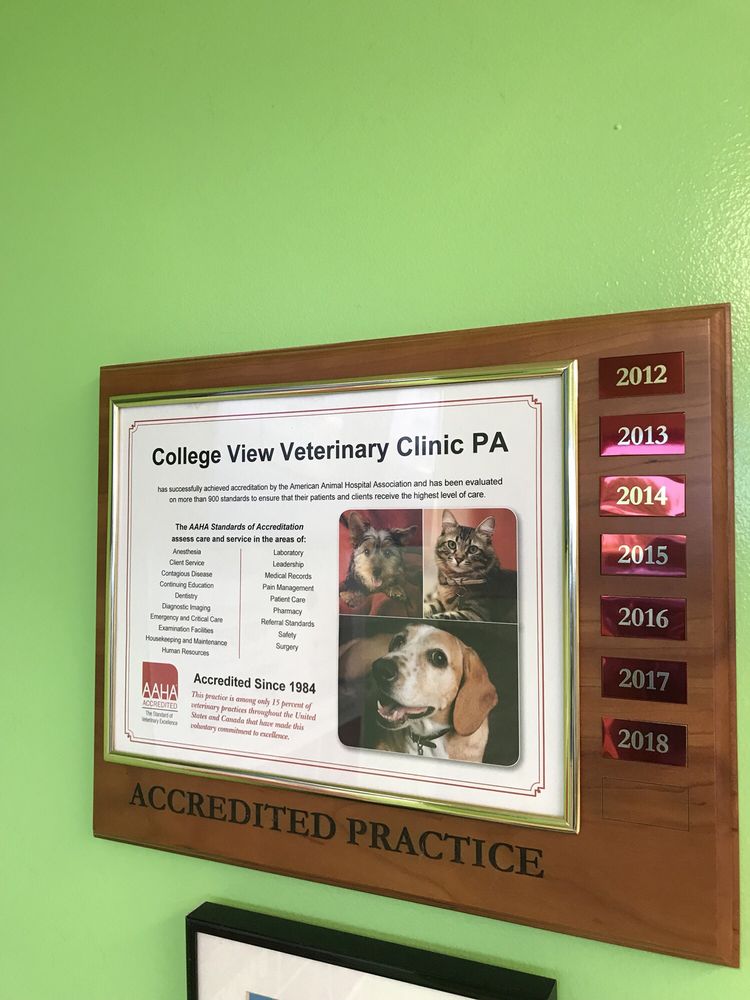 College View Veterinary Clinic PA
has successfully achieved accreditation by the American Animal Hospital Association and has been evaluated
on more than 900 standards to ensure that their patients and clients receive the highest level of care.
The AAHA Standards of Accreditation
assess care and service in the areas of:
Anesthesia
Client Service
Contagious Disease
Continuing Education
Dentistry
Diagnostic Imaging
Emergency and Critical Care
Examination Facilities
Housekeeping and Maintenance
Human Resources
Laboratory
Leadership
Medical Records
Pain Management
Patient Care
Pharmacy
Referral Standards
Safety
Surgery
AAHA
ACCREDITED
The Standard of
Veterinary Excellence
Accredited Since 1984
This practice is among only 15 percent of
veterinary practices throughout the United
States and Canada that have made this
voluntary commitment to excellence.
2012
2013
2014
2015
2016
2017
2018
ACCREDITED PRACTICE